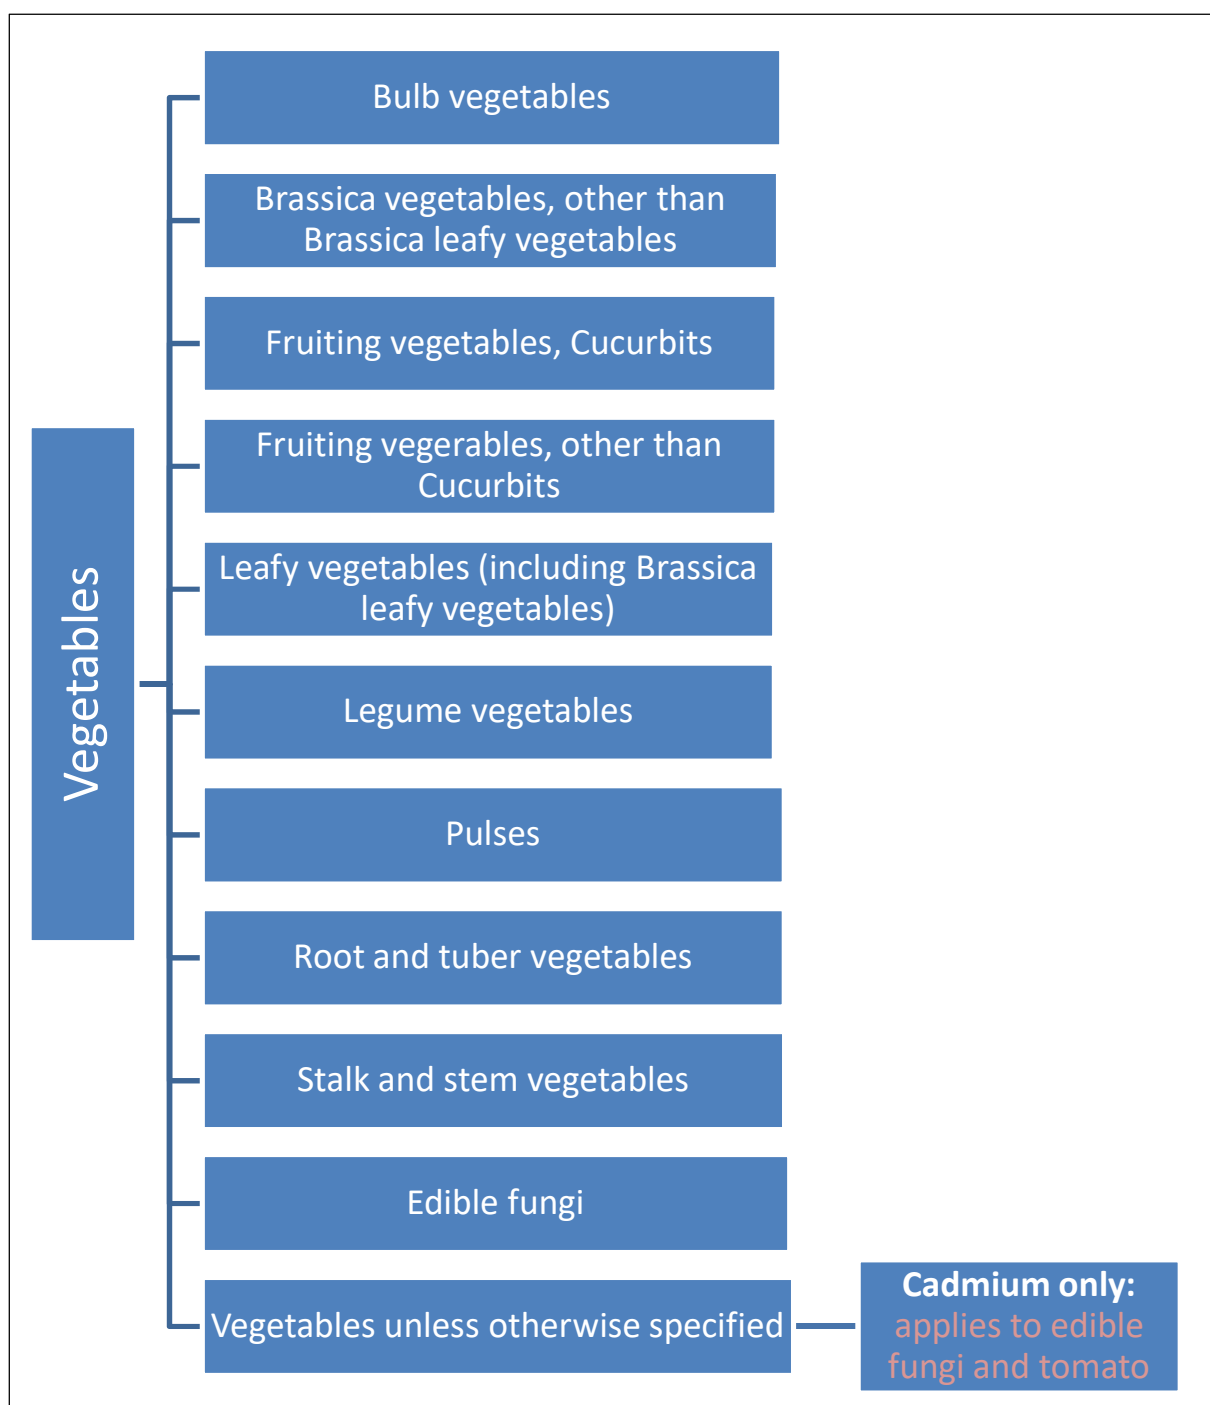 Vegetables
Bulb vegetables
Brassica vegetables, other than
Brassica leafy vegetables
Fruiting vegetables, Cucurbits
Fruiting vegerables, other than
Cucurbits
Leafy vegetables (including Brassica
leafy vegetables)
Legume vegetables
Pulses
Root and tuber vegetables
Stalk and stem vegetables
Edible fungi
Vegetables unless otherwise specified
Cadmium only:
applies to edible
fungi and tomato